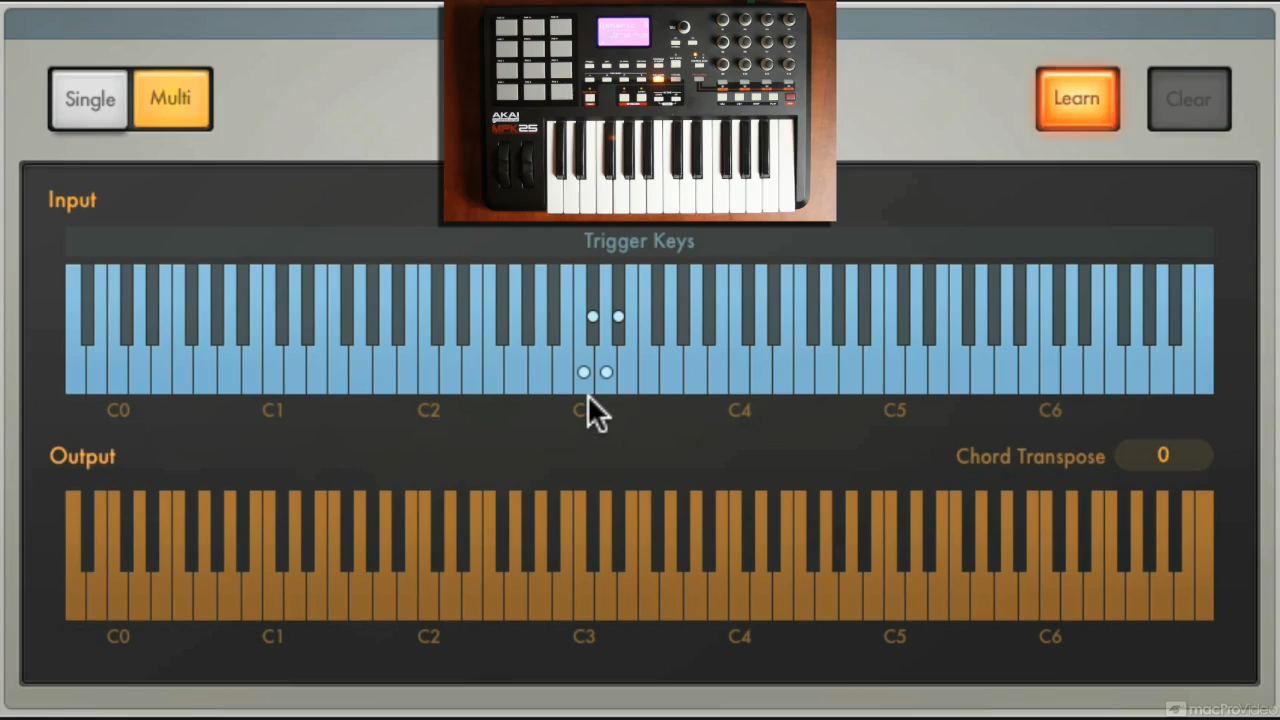 AKAI
MPK25
Single
Multi
Learn
Clear
Input
Trigger Keys
C0 C1 C2 C C4 C5 C6
Output
Chord Transpose 0
C0 C1 C2 C3 C4 C5 C6
macProVideo